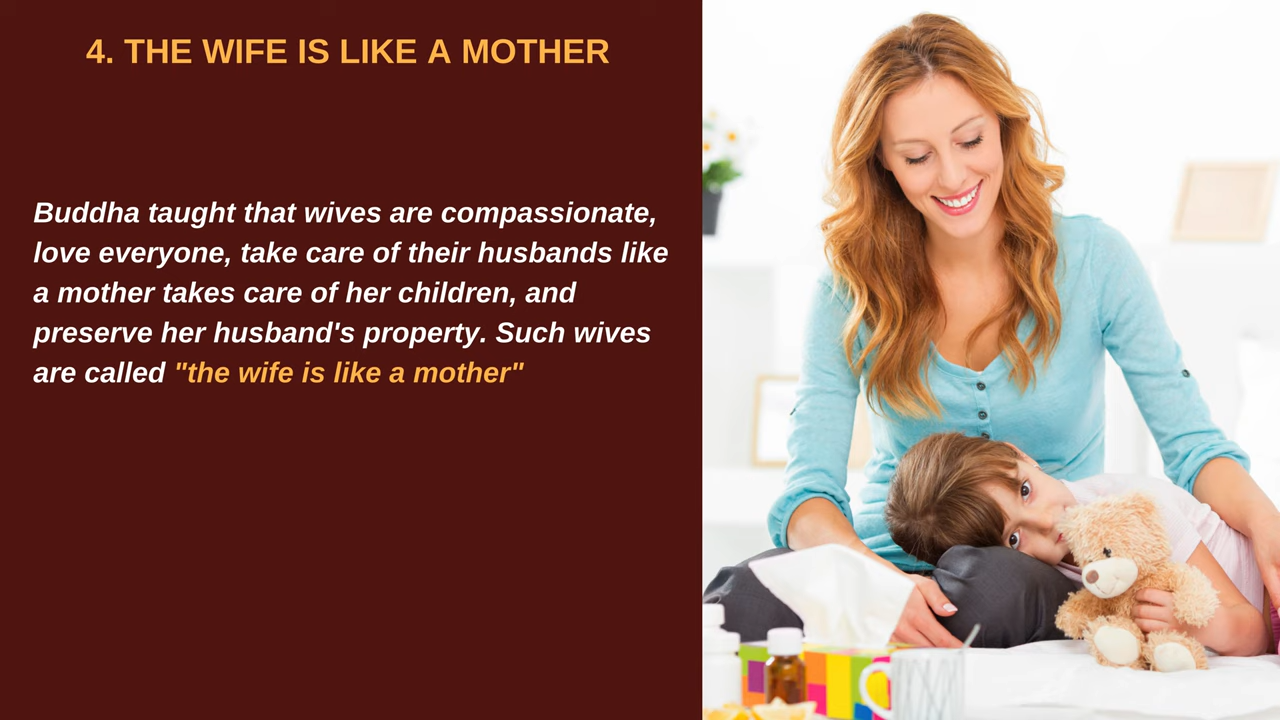 4. THE WIFE IS LIKE A MOTHER
Buddha taught that wives are compassionate,
love everyone, take care of their husbands like
a mother takes care of her children, and
preserve her husband's property. Such wives
are called "the wife is like a mother"